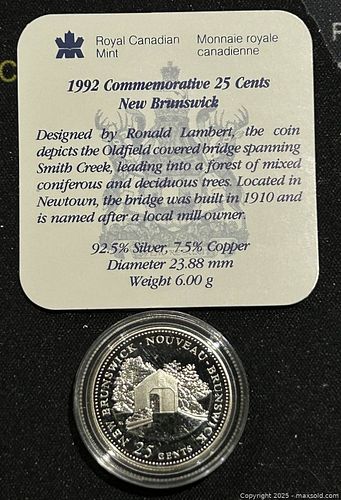 Royal Canadian
Mint
Monnaie royale
canadienne
1992 Commemorative 25 Cents
New Brunswick
Designed by Ronald Lambert, the coin
depicts the Oldfield covered bridge spanning
Smith Creek, leading into a forest of mixed
coniferous and deciduous trees. Located in
Newtown, the bridge was built in 1910 and
is named after a local mill-owner.
92.5% Silver, 7.5% Copper
Diameter 23.88 mm
Weight 6.00 g
NEW BRUNSWICK · NOUVEAU-BRUNSWICK
25 CENTS
Copyright 2025 - maxsold.com